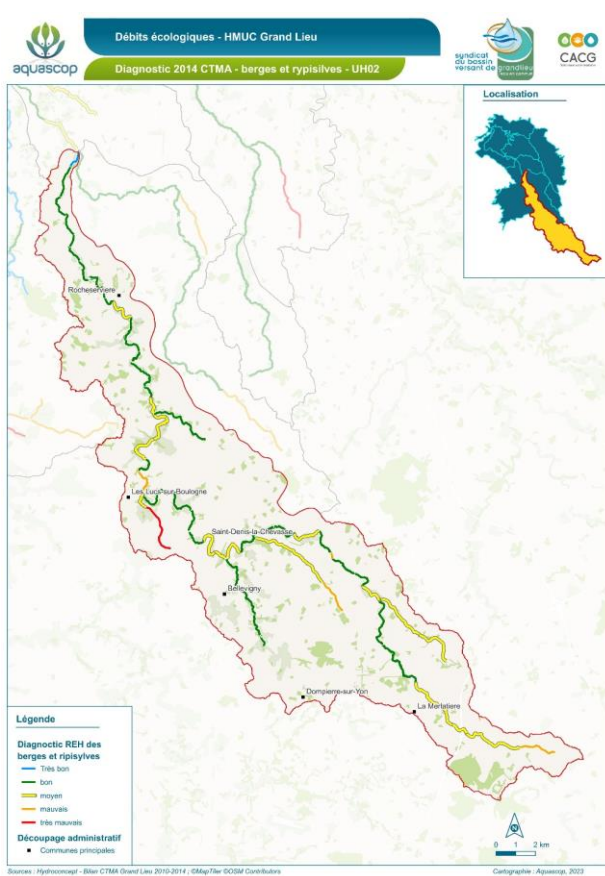 aquascop
Débits écologiques - HMUC Grand Lieu
Diagnostic 2014 CTMA - berges et rypisilves - UH02
syndicat
du bassin
versant de grandlieu
CACG
Localisation
Rocheserviere
Les Lucs-sur-Boulogne
Saint-Denis-la-Chevasse
Bellevigny
Dompierre-sur-Yon
La Merlatiere
Légende
Diagnoctic REH des
berges et ripisylves
Très bon
bon
moyen
mauvais
très mauvais
Découpage administratif
Communes principales
N
0 1 2 km
Sources : Hydroconcept - Bilan CTMA Grand Lieu 2010-2014 ; ©MapTiler ©OSM Contributors
Cartographie : Aquascop, 2023